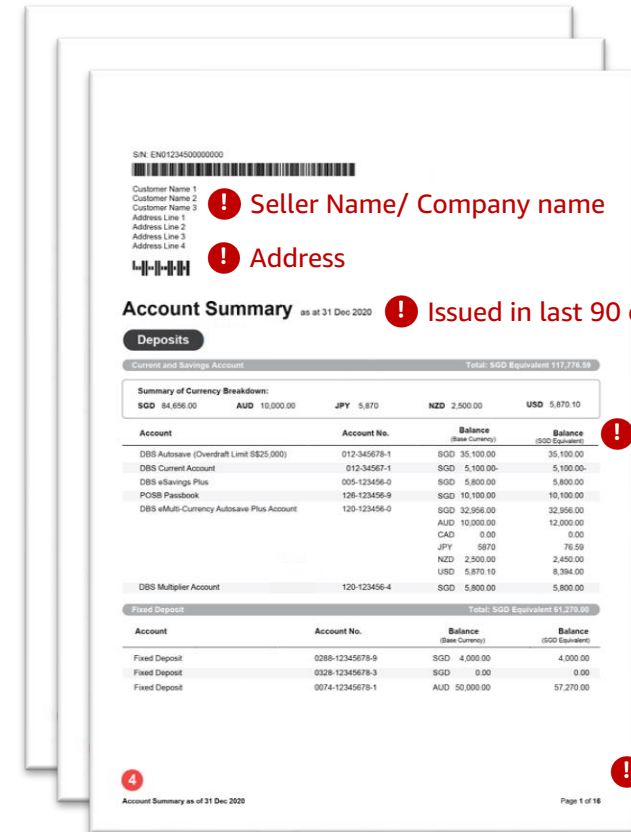 S/N: EN01234500000000
Customer Name 1
Customer Name 2
Customer Name 3
Address Line 1
Address Line 2
Address Line 3
Address Line 4
! Seller Name/ Company name
! Address
Account Summary as at 31 Dec 2020 ! Issued in last 90
Deposits
Current and Savings Account Total: SGD Equivalent 117,776.59
Summary of Currency Breakdown:
SGD 84,656.00 AUD 10,000.00 JPY 5,870 NZD 2,500.00 USD 5,870.10
Account Account No. Balance (Base Currency) Balance (SGD Equivalent) !
DBS Autosave (Overdraft Limit S$25,000) 012-345678-1 SGD 35,100.00 35,100.00
DBS Current Account 012-34567-1 SGD 5,100.00- 5,100.00-
DBS eSavings Plus 005-123456-0 SGD 5,800.00 5,800.00
POSB Passbook 126-123456-9 SGD 10,100.00 10,100.00
DBS eMulti-Currency Autosave Plus Account 120-123456-0 SGD 32,956.00 32,956.00
AUD 10,000.00 12,000.00
CAD 0.00 0.00
JPY 5870 76.59
NZD 2,500.00 2,450.00
USD 5,870.10 8,394.00
DBS Multiplier Account 120-123456-4 SGD 5,800.00 5,800.00
Fixed Deposit Total: SGD Equivalent 61,270.00
Account Account No. Balance (Base Currency) Balance (SGD Equivalent)
Fixed Deposit 0288-12345678-9 SGD 4,000.00 4,000.00
Fixed Deposit 0328-12345678-3 SGD 0.00 0.00
Fixed Deposit 0074-12345678-1 AUD 50,000.00 57,270.00
4 !
Account Summary as of 31 Dec 2020 Page 1 of 16